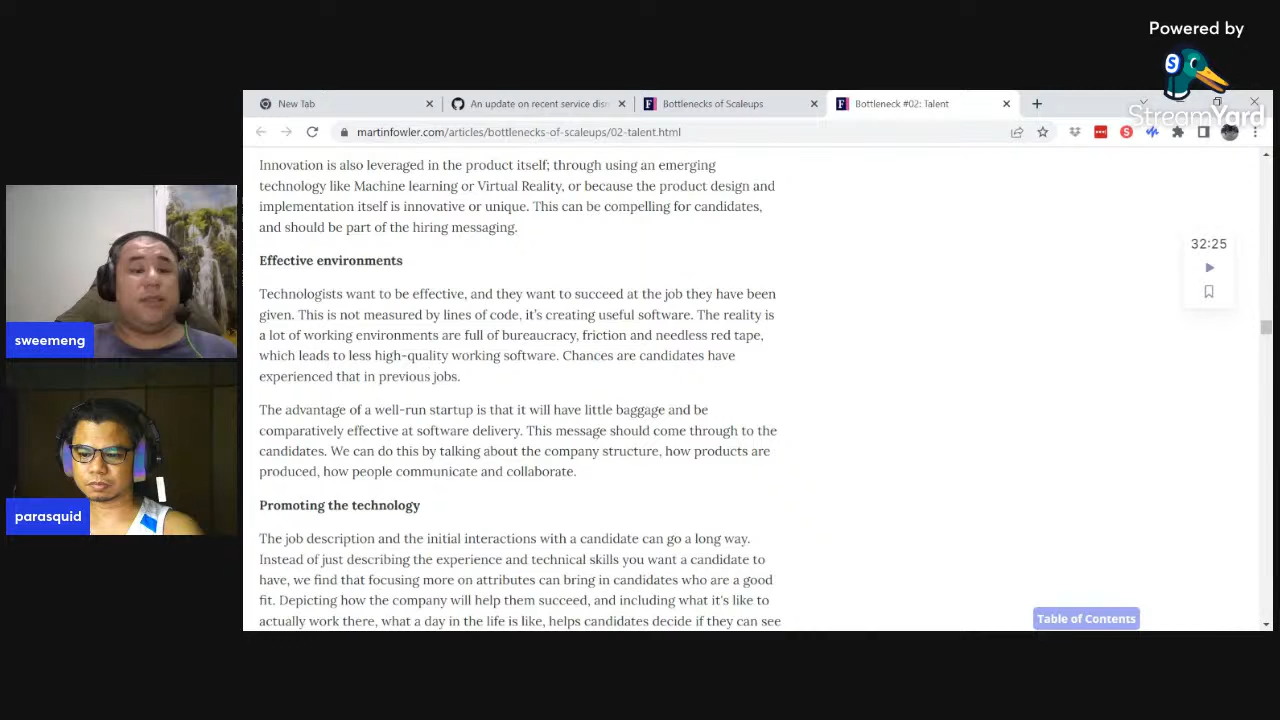 Powered by
StreamYard
New Tab
An update on recent service disr
Bottlenecks of Scaleups
Bottleneck #02: Talent
martinfowler.com/articles/bottlenecks-of-scaleups/02-talent.html
Innovation is also leveraged in the product itself; through using an emerging
technology like Machine learning or Virtual Reality, or because the product design and
implementation itself is innovative or unique. This can be compelling for candidates,
and should be part of the hiring messaging.
Effective environments
Technologists want to be effective, and they want to succeed at the job they have been
given. This is not measured by lines of code, it's creating useful software. The reality is
a lot of working environments are full of bureaucracy, friction and needless red tape,
which leads to less high-quality working software. Chances are candidates have
experienced that in previous jobs.
The advantage of a well-run startup is that it will have little baggage and be
comparatively effective at software delivery. This message should come through to the
candidates. We can do this by talking about the company structure, how products are
produced, how people communicate and collaborate.
Promoting the technology
The job description and the initial interactions with a candidate can go a long way.
Instead of just describing the experience and technical skills you want a candidate to
have, we find that focusing more on attributes can bring in candidates who are a good
fit. Depicting how the company will help them succeed, and including what it's like to
actually work there, what a day in the life is like, helps candidates decide if they can see
32:25
Table of Contents
sweemeng
parasquid